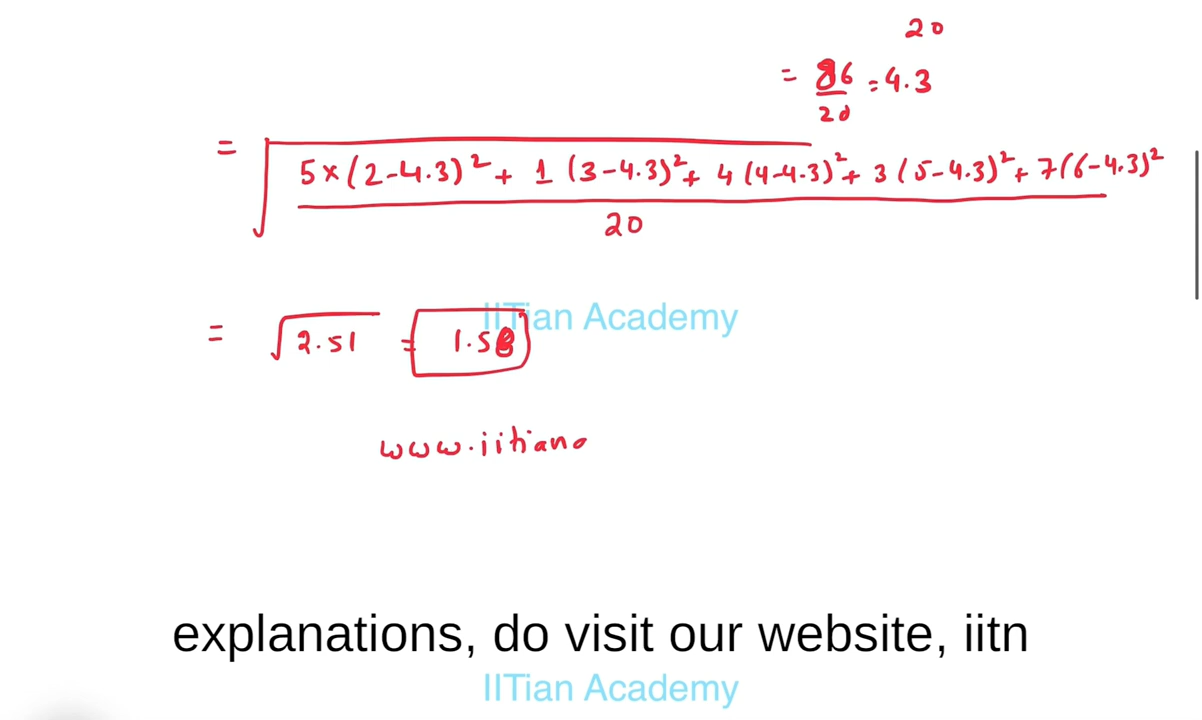 20
= 86/20 = 4.3
= √(5×(2-4.3)² + 1 (3-4.3)² + 4 (4-4.3)² + 3 (5-4.3)² + 7(6-4.3)²)/20
= √2.51 = 1.58
IITian Academy
www.iitiana
explanations, do visit our website, iitn
IITian Academy